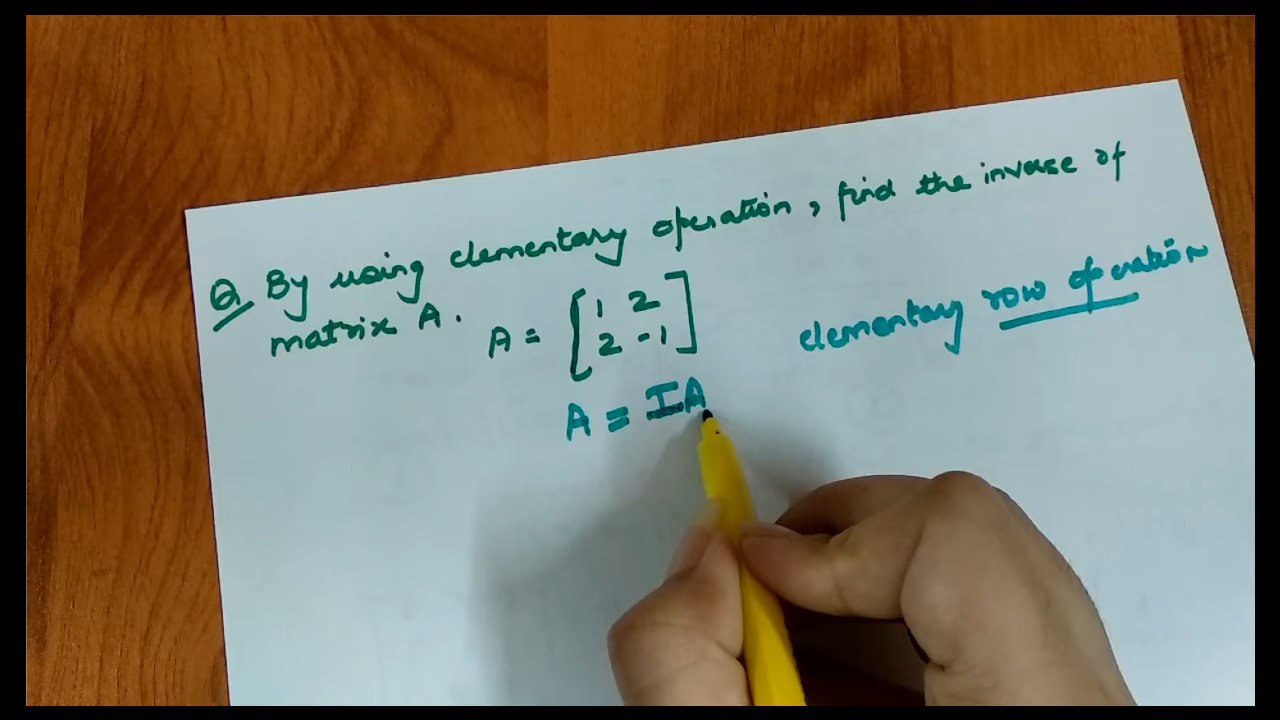 Q By using elementary operation, find the inverse of
matrix A. A = [1 2
2 -1]
elementary row operation
A = IA